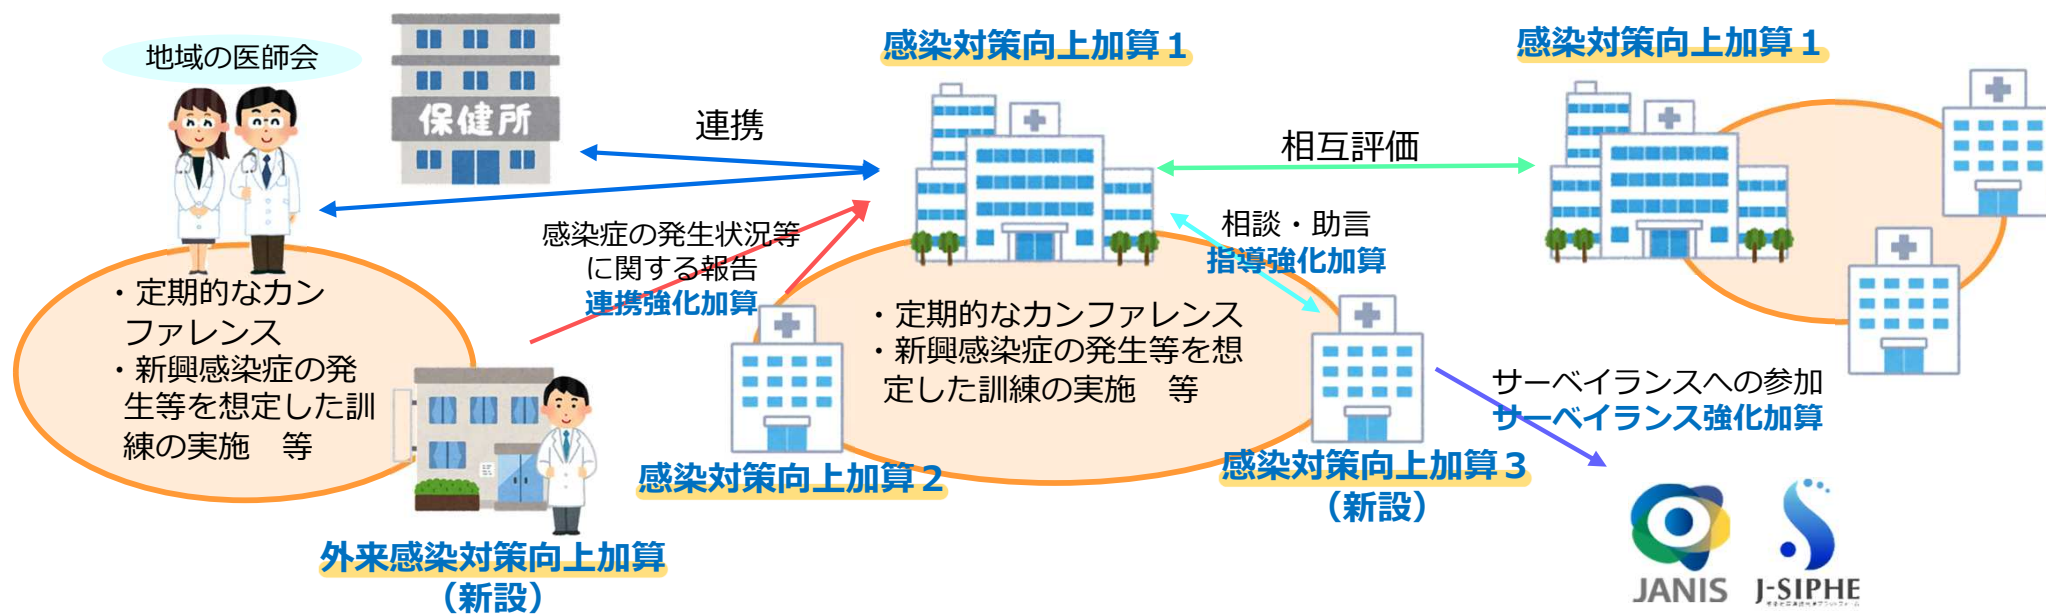 地域の医師会
保健所
連携
感染対策向上加算１
相互評価
感染対策向上加算１
感染症の発生状況等
に関する報告
連携強化加算
相談・助言
指導強化加算
・定期的なカン
ファレンス
・新興感染症の発
生等を想定した訓
練の実施　等
・定期的なカンファレンス
・新興感染症の発生等を想
定した訓練の実施　等
サーベイランスへの参加
サーベイランス強化加算
感染対策向上加算２
感染対策向上加算３
（新設）
外来感染対策向上加算
（新設）
JANIS
J-SIPHE